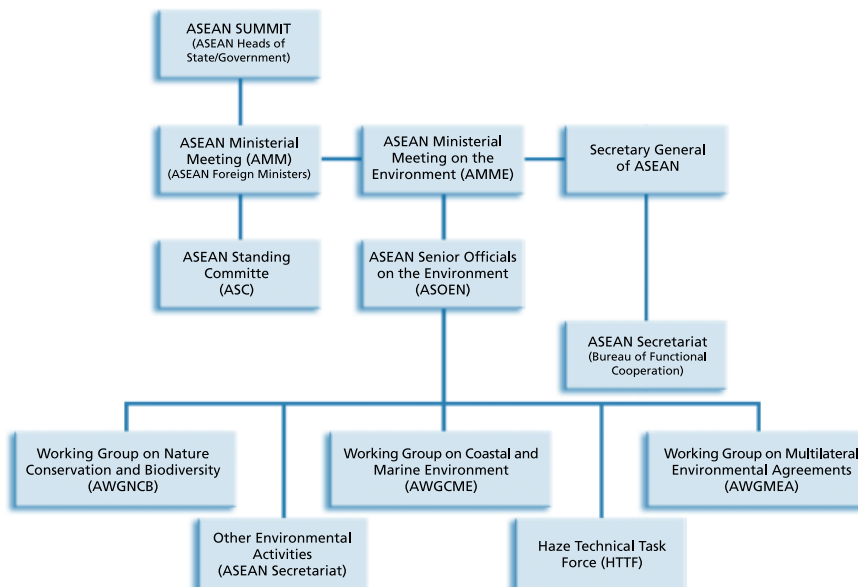 ASEAN SUMMIT
(ASEAN Heads of
State/Government)
ASEAN Ministerial
Meeting (AMM)
(ASEAN Foreign Ministers)
ASEAN Ministerial
Meeting on the
Environment (AMME)
Secretary General
of ASEAN
ASEAN Standing
Committe
(ASC)
ASEAN Senior Officials
on the Environment
(ASOEN)
ASEAN Secretariat
(Bureau of Functional
Cooperation)
Working Group on Nature
Conservation and Biodiversity
(AWGNCB)
Working Group on Coastal and
Marine Environment
(AWGCME)
Working Group on Multilateral
Environmental Agreements
(AWGMEA)
Other Environmental
Activities
(ASEAN Secretariat)
Haze Technical Task
Force (HTTF)